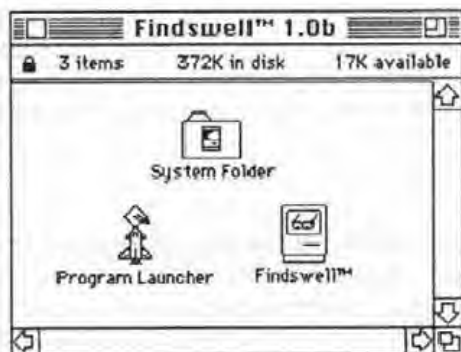 Findswell™ 1.0b
3 items 372K in disk 17K available
System Folder
Program Launcher Findswell™